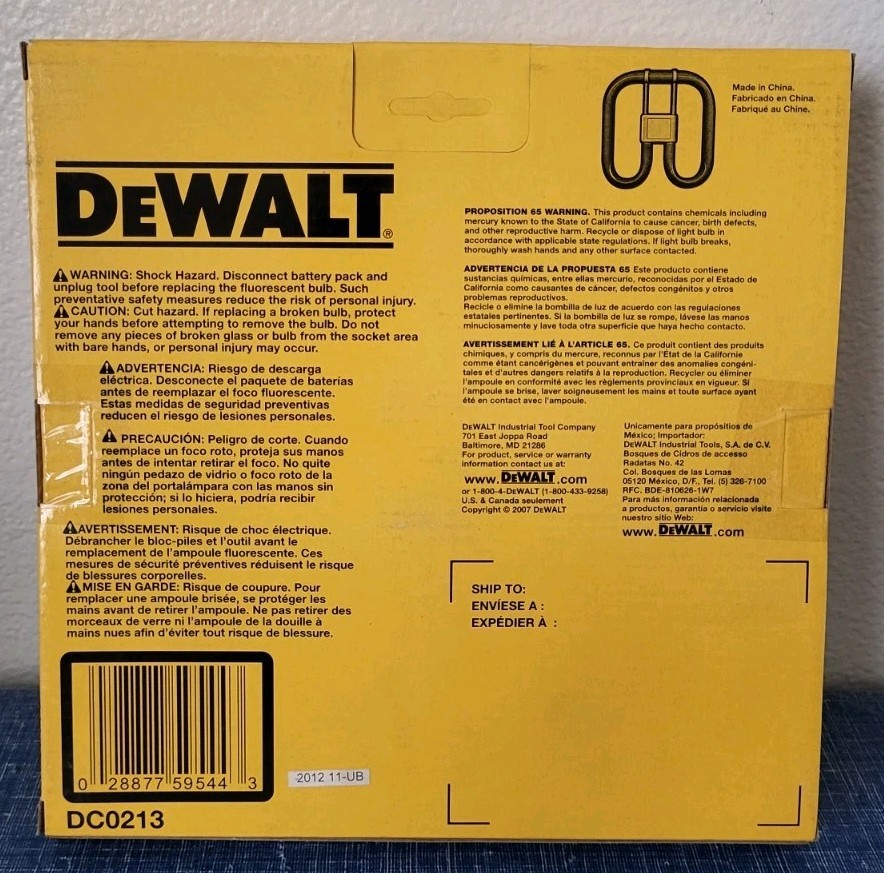 Made in China.
Fabricado en China.
Fabriqué au Chine.
DEWALT®
WARNING: Shock Hazard. Disconnect battery pack and
unplug tool before replacing the fluorescent bulb. Such
preventative safety measures reduce the risk of personal injury.
CAUTION: Cut hazard. If replacing a broken bulb, protect
your hands before attempting to remove the bulb. Do not
remove any pieces of broken glass or bulb from the socket area
with bare hands, or personal injury may occur.
ADVERTENCIA: Riesgo de descarga
eléctrica. Desconecte el paquete de baterías
antes de reemplazar el foco fluorescente.
Estas medidas de seguridad preventivas
reducen el riesgo de lesiones personales.
PRECAUCIÓN: Peligro de corte. Cuando
reemplace un foco roto, proteja sus manos
antes de intentar retirar el foco. No quite
ningún pedazo de vidrio o foco roto de la
zona del portalámpara con las manos sin
protección; si lo hiciera, podría recibir
lesiones personales.
AVERTISSEMENT: Risque de choc électrique.
Débrancher le bloc-piles et l'outil avant le
remplacement de l'ampoule fluorescente. Ces
mesures de sécurité préventives réduisent le risque
de blessures corporelles.
MISE EN GARDE: Risque de coupure. Pour
remplacer une ampoule brisée, se protéger les
mains avant de retirer l'ampoule. Ne pas retirer des
morceaux de verre ni l'ampoule de la douille à
mains nues afin d'éviter tout risque de blessure.
PROPOSITION 65 WARNING. This product contains chemicals including
mercury known to the State of California to cause cancer, birth defects,
and other reproductive harm. Recycle or dispose of light bulb in
accordance with applicable state regulations. If light bulb breaks,
thoroughly wash hands and any other surface contacted.
ADVERTENCIA DE LA PROPUESTA 65 Este producto contiene
sustancias químicas, entre ellas mercurio, reconocidas por el Estado de
California como causantes de cáncer, defectos congénitos y otros
problemas reproductivos.
Recicle o elimine la bombilla de luz de acuerdo con las regulaciones
estatales pertinentes. Si la bombilla de luz se rompe, lávese las manos
minuciosamente y lave toda otra superficie que haya hecho contacto.
AVERTISSEMENT LIÉ À L'ARTICLE 65. Ce produit contient des produits
chimiques, y compris du mercure, reconnus par l'État de la Californie
comme étant cancérigènes et pouvant entraîner des anomalies congéni-
tales et d'autres dangers relatifs à la reproduction. Recycler ou éliminer
l'ampoule en conformité avec les règlements provinciaux en vigueur. Si
l'ampoule se brise, laver soigneusement les mains et toute surface ayant
été en contact avec l'ampoule.
DEWALT Industrial Tool Company
701 East Joppa Road
Baltimore, MD 21286
For product, service or warranty
information contact us at:
www.DEWALT.com
or 1-800-4-DEWALT (1-800-433-9258)
U.S. & Canada seulement
Copyright © 2007 DEWALT
Unicamente para propósitios de
México; Importador:
DEWALT Industrial Tools, S.A. de C.V.
Bosques de Cidros de accesso
Radatas No. 42
Col. Bosques de las Lomas
05120 México, D/F., Tel. (5) 326-7100
RFC. BDE-810626-1W7
Para más información relacionada
a productos, garantía o servicio visite
nuestro sitio Web:
www.DEWALT.com
SHIP TO:
ENVÍESE A :
EXPÉDIER À :
0 28877 59544 3
2012 11-UB
DC0213